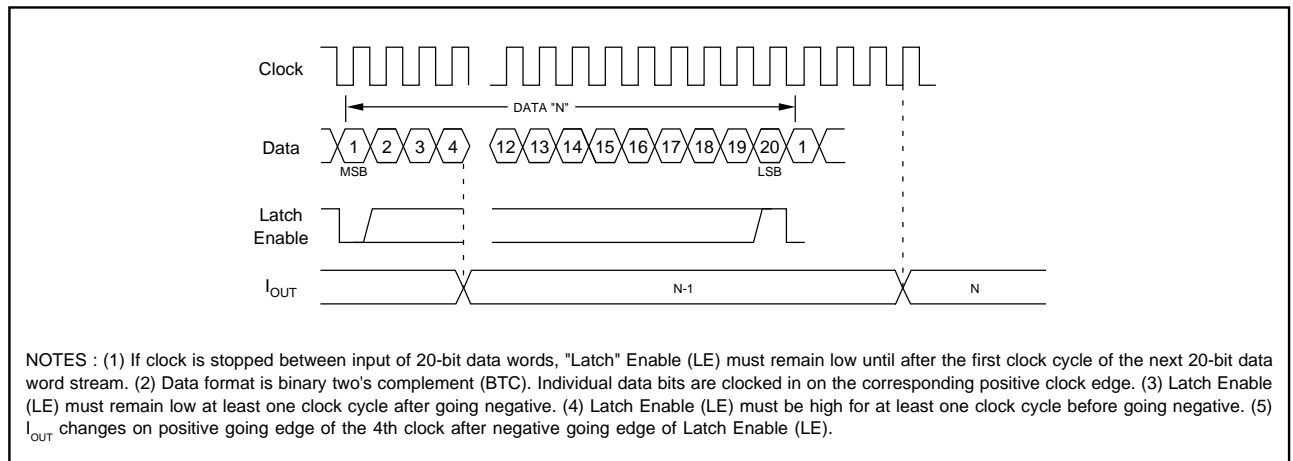 Clock
DATA "N"
Data 1 2 3 4 12 13 14 15 16 17 18 19 20 1
MSB LSB
Latch
Enable
I_OUT N-1 N
NOTES : (1) If clock is stopped between input of 20-bit data words, "Latch" Enable (LE) must remain low until after the first clock cycle of the next 20-bit data
word stream. (2) Data format is binary two's complement (BTC). Individual data bits are clocked in on the corresponding positive clock edge. (3) Latch Enable
(LE) must remain low at least one clock cycle after going negative. (4) Latch Enable (LE) must be high for at least one clock cycle before going negative. (5)
I_OUT changes on positive going edge of the 4th clock after negative going edge of Latch Enable (LE).